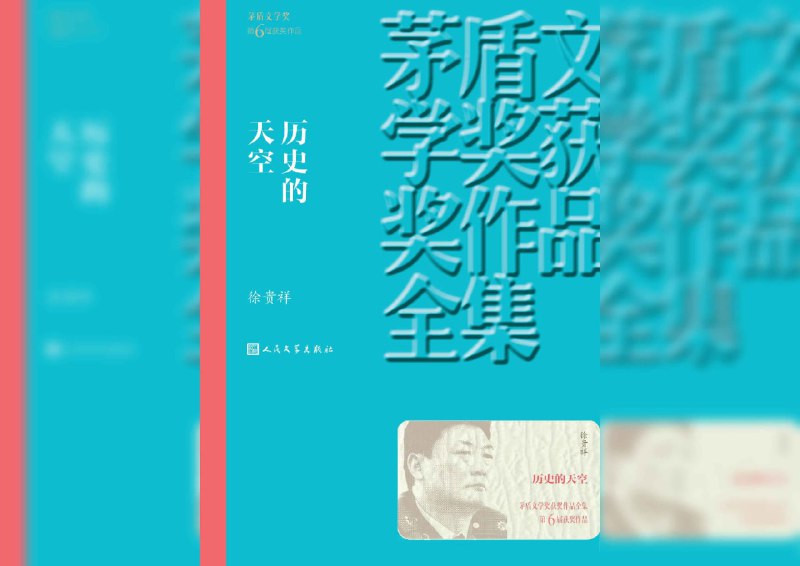 茅盾文学奖
第6届获奖作品
茅盾文
学奖获
奖作品
全集
历史的
天空
徐贵祥
人民文学出版社
徐贵祥
历史的天空
茅盾文学奖获奖作品全集
第6届获奖作品